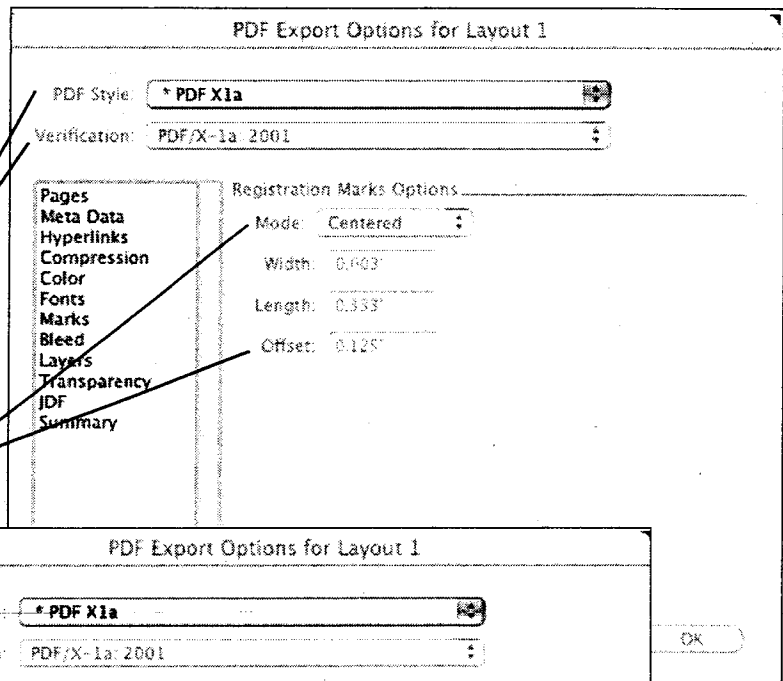 PDF Export Options for Layout 1
PDF Style: * PDF X1a
Verification: PDF/X-1a: 2001
Pages
Meta Data
Hyperlinks
Compression
Color
Fonts
Marks
Bleed
Layers
Transparency
JDF
Summary
Registration Marks Options
Mode: Centered
Width: 0.003"
Length: 0.333"
Offset: 0.125"
OK
PDF Export Options for Layout 1
* PDF X1a
PDF/X-1a: 2001